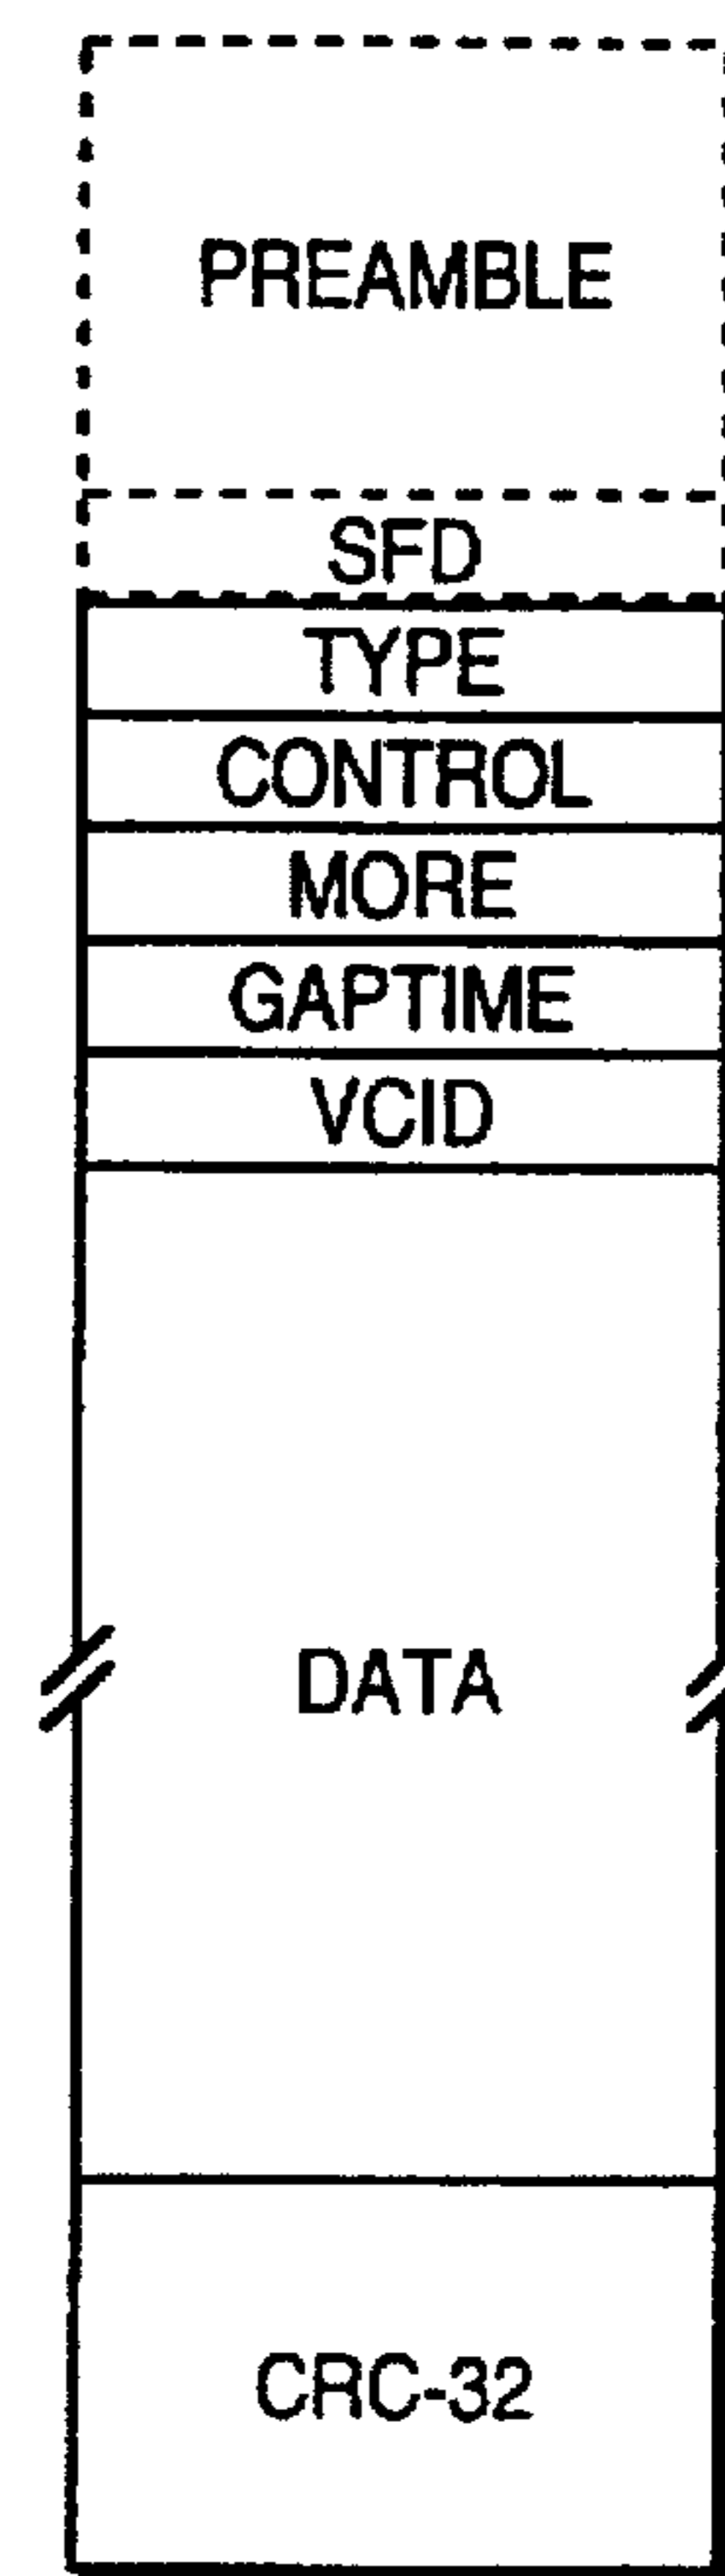 PREAMBLE
SFD
TYPE
CONTROL
MORE
GAPTIME
VCID
DATA
CRC-32